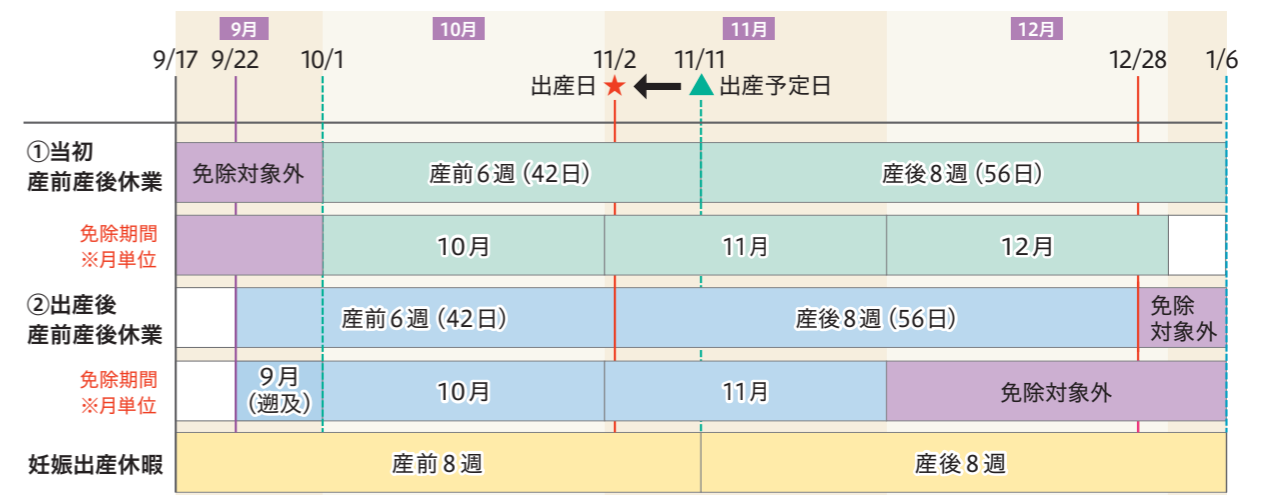 9月 10月 11月 12月
9/17 9/22 10/1 11/2 11/11 12/28 1/6
出産日 ★ ← ▲ 出産予定日
①当初
産前産後休業
免除対象外 産前6週(42日) 産後8週(56日)
免除期間
※月単位
10月 11月 12月
②出産後
産前産後休業
産前6週(42日) 産後8週(56日) 免除
対象外
免除期間
※月単位
9月
(遡及)
10月 11月 免除対象外
妊娠出産休暇 産前8週 産後8週